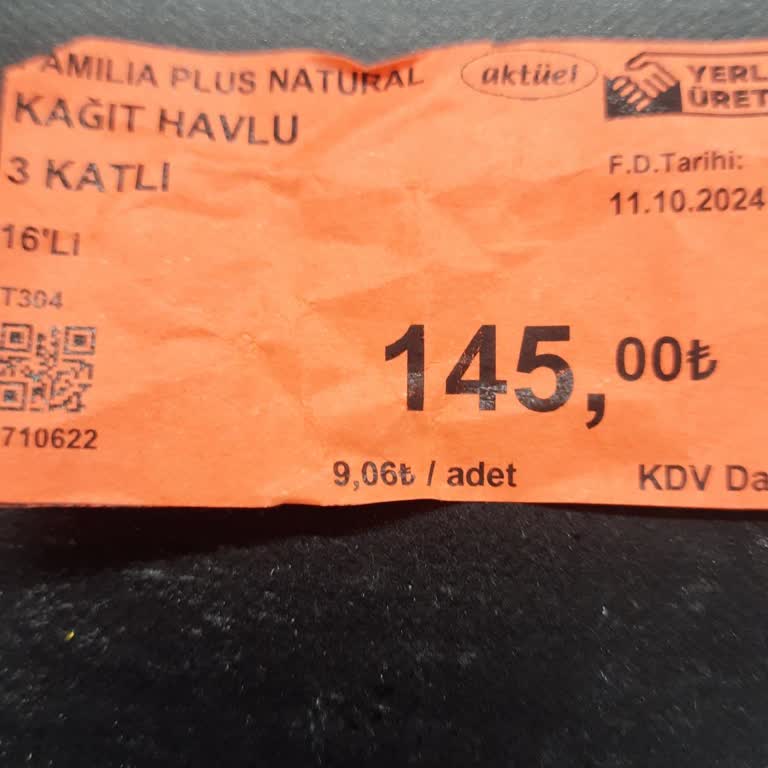 AMILIA PLUS NATURAL
aktüel
YERL
ÜRET
KAĞIT HAVLU
3 KATLI
F.D.Tarihi:
11.10.2024
16'Lİ
T304
145,00₺
710622
9,06₺ / adet
KDV Da